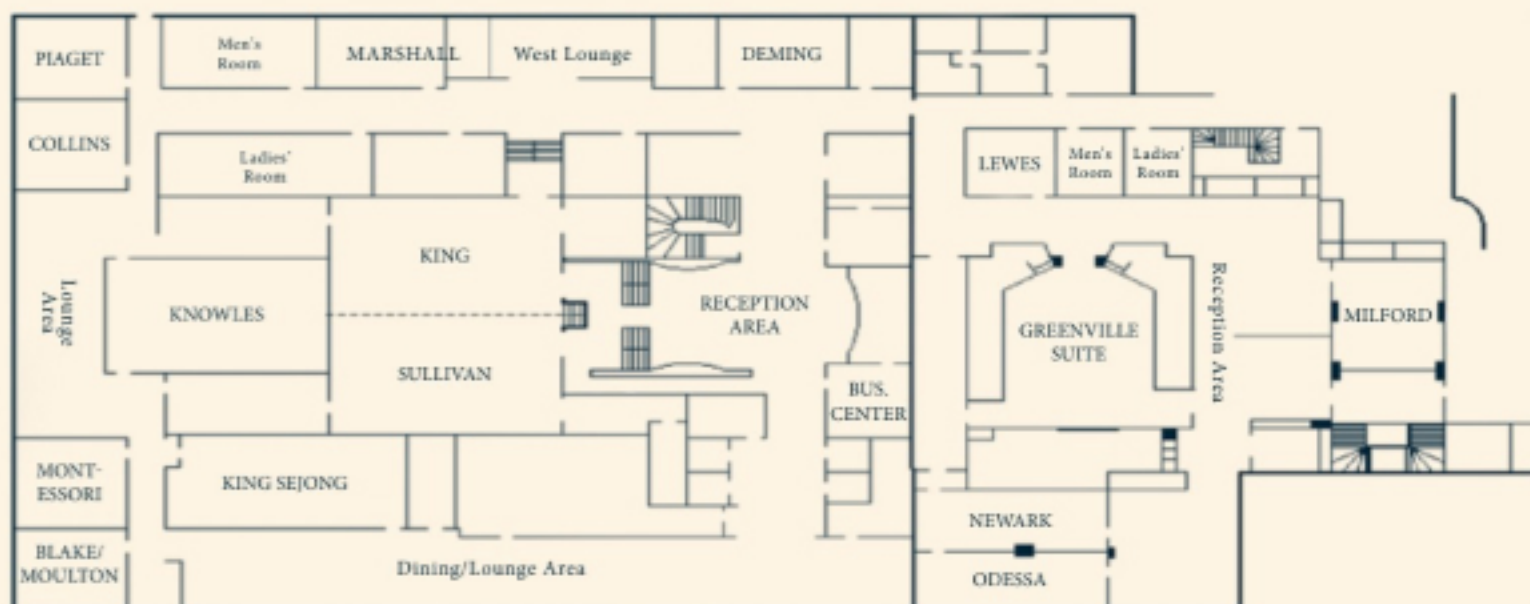 PIAGET
Men's
Room
MARSHALL
West Lounge
DEMING
COLLINS
Ladies'
Room
LEWES
Men's
Room
Ladies'
Room
KING
Lounge
Area
KNOWLES
RECEPTION
AREA
GREENVILLE
SUITE
Reception Area
MILFORD
SULLIVAN
BUS.
CENTER
MONT-
ESSORI
KING SEJONG
NEWARK
BLAKE/
MOULTON
Dining/Lounge Area
ODESSA